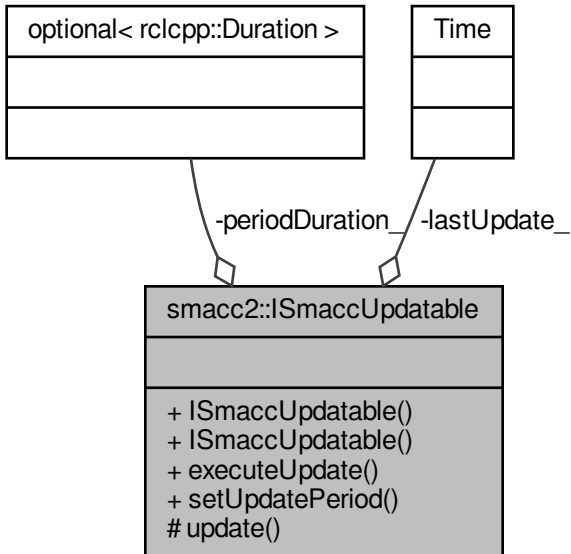 optional< rclcpp::Duration >
Time
-periodDuration_
-lastUpdate_
smacc2::ISmaccUpdatable
+ ISmaccUpdatable()
+ ISmaccUpdatable()
+ executeUpdate()
+ setUpdatePeriod()
# update()